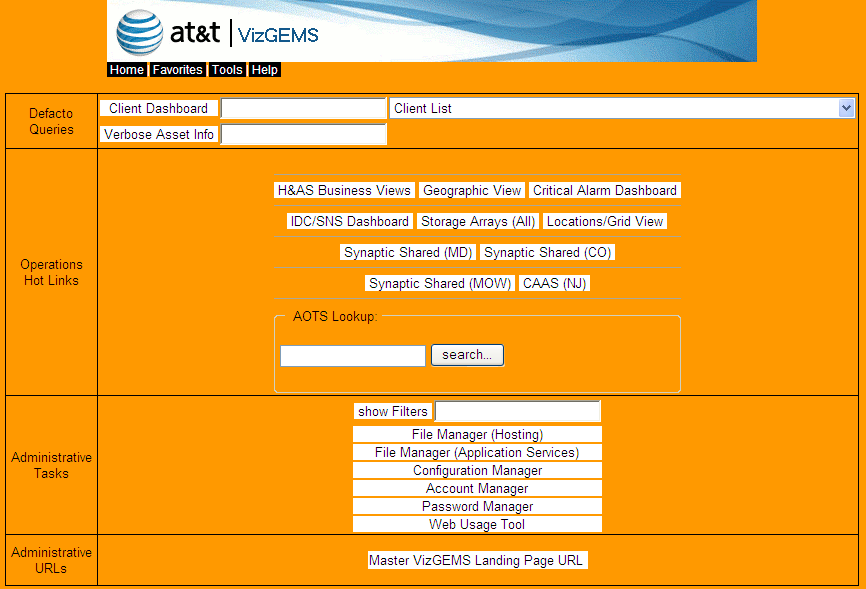 at&t VizGEMS
Home Favorites Tools Help
Defacto Queries
Client Dashboard Client List
Verbose Asset Info
Operations Hot Links
H&AS Business Views Geographic View Critical Alarm Dashboard
IDC/SNS Dashboard Storage Arrays (All) Locations/Grid View
Synaptic Shared (MD) Synaptic Shared (CO)
Synaptic Shared (MOW) CAAS (NJ)
AOTS Lookup:
search...
Administrative Tasks
show Filters
File Manager (Hosting)
File Manager (Application Services)
Configuration Manager
Account Manager
Password Manager
Web Usage Tool
Administrative URLs
Master VizGEMS Landing Page URL